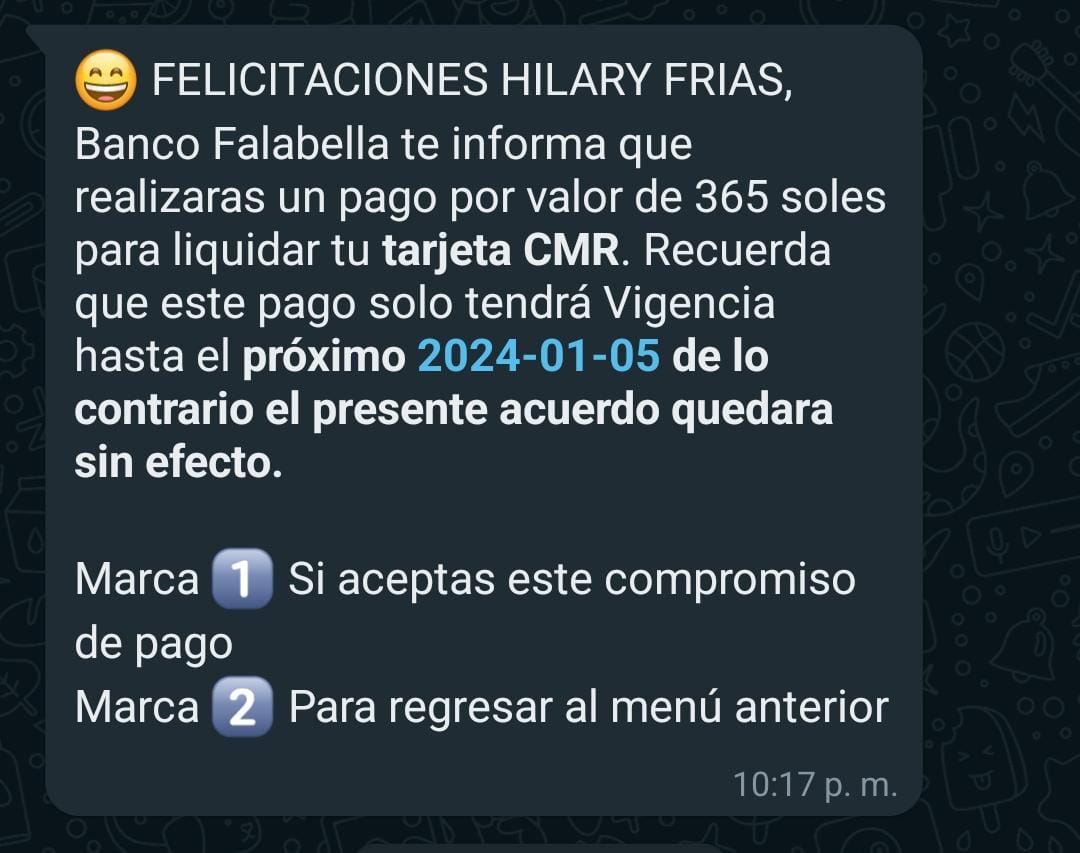 😄 FELICITACIONES HILARY FRIAS,
Banco Falabella te informa que
realizaras un pago por valor de 365 soles
para liquidar tu tarjeta CMR. Recuerda
que este pago solo tendrá Vigencia
hasta el próximo 2024-01-05 de lo
contrario el presente acuerdo quedara
sin efecto.
Marca 1️⃣ Si aceptas este compromiso
de pago
Marca 2️⃣ Para regresar al menú anterior
10:17 p. m.